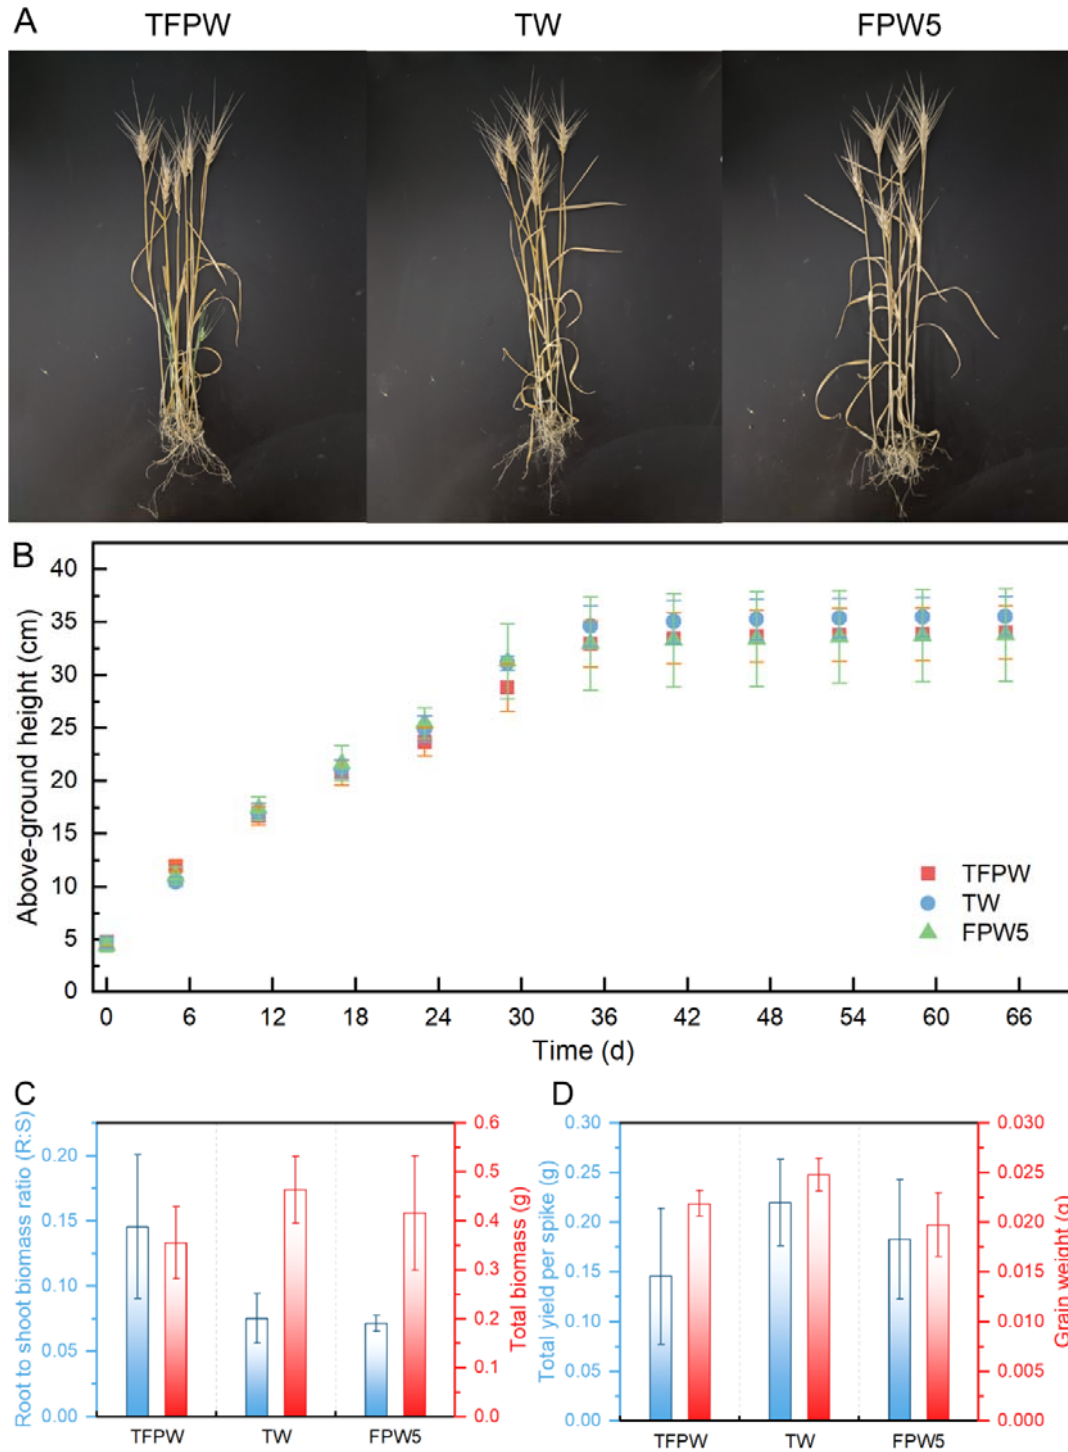 A
TFPW TW FPW5
B
Above-ground height (cm)
40
35
30
25
20
15
10
5
0
TFPW
TW
FPW5
0 6 12 18 24 30 36 42 48 54 60 66
Time (d)
C
Root to shoot biomass ratio (R:S)
0.20
0.15
0.10
0.05
0.00
Total biomass (g)
0.6
0.5
0.4
0.3
0.2
0.1
0.0
TFPW TW FPW5
D
Total yield per spike (g)
0.30
0.25
0.20
0.15
0.10
0.05
0.00
Grain weight (g)
0.030
0.025
0.020
0.015
0.010
0.005
0.000
TFPW TW FPW5